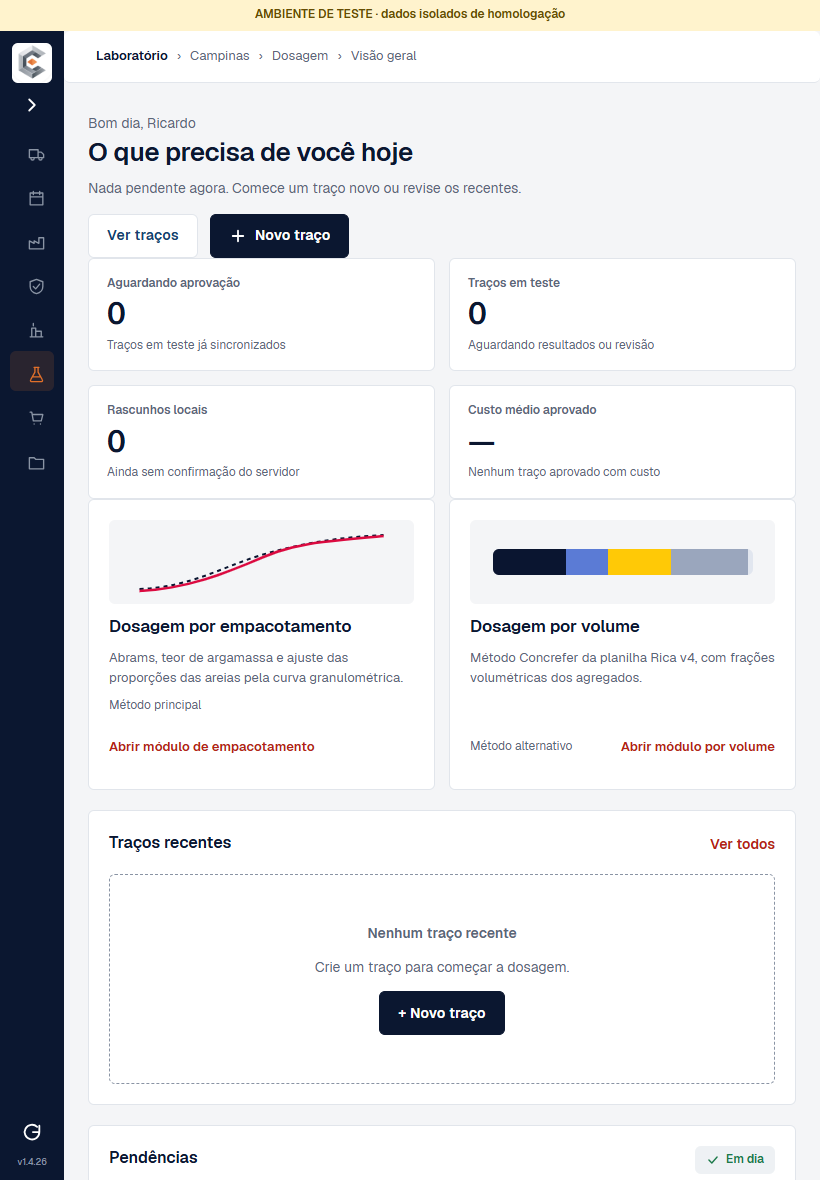 AMBIENTE DE TESTE · dados isolados de homologação
Laboratório › Campinas › Dosagem › Visão geral
Bom dia, Ricardo
O que precisa de você hoje
Nada pendente agora. Comece um traço novo ou revise os recentes.
Ver traços
+ Novo traço
Aguardando aprovação
0
Traços em teste já sincronizados
Traços em teste
0
Aguardando resultados ou revisão
Rascunhos locais
0
Ainda sem confirmação do servidor
Custo médio aprovado
—
Nenhum traço aprovado com custo
Dosagem por empacotamento
Abrams, teor de argamassa e ajuste das
proporções das areias pela curva granulométrica.
Método principal
Abrir módulo de empacotamento
Dosagem por volume
Método Concrefer da planilha Rica v4, com frações
volumétricas dos agregados.
Método alternativo
Abrir módulo por volume
Traços recentes
Ver todos
Nenhum traço recente
Crie um traço para começar a dosagem.
+ Novo traço
Pendências
Em dia
v1.4.26